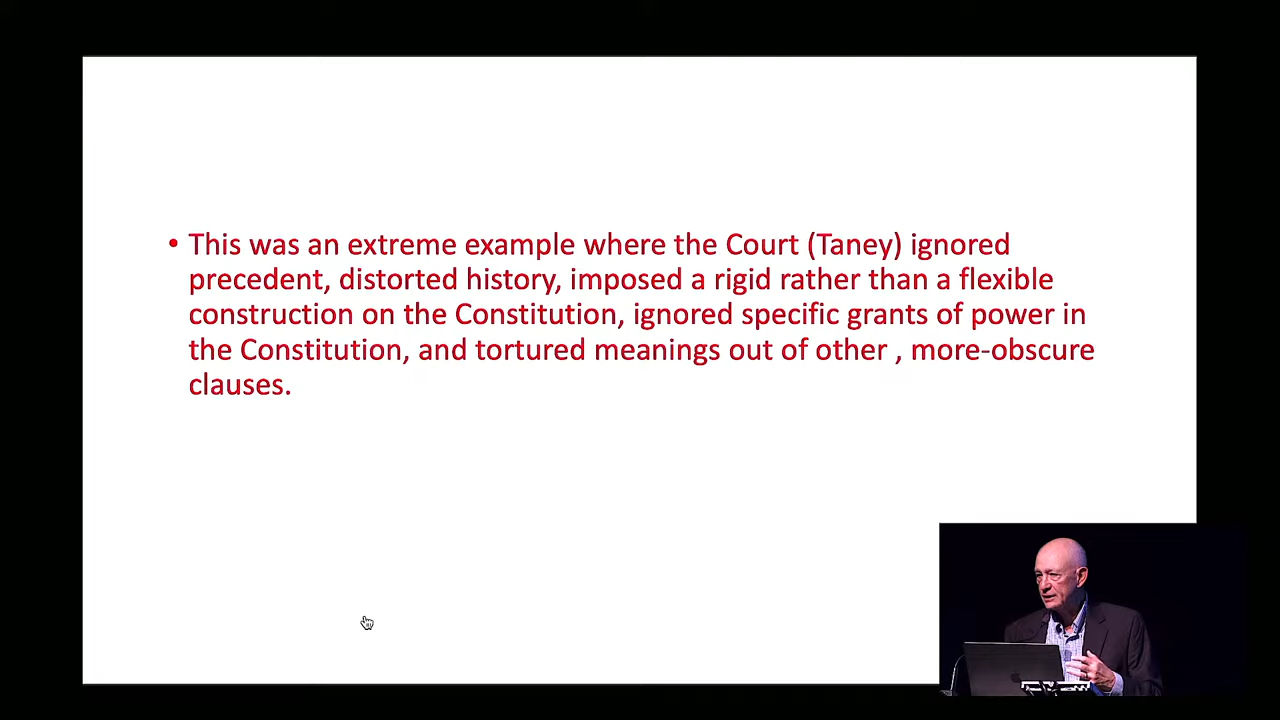 • This was an extreme example where the Court (Taney) ignored
precedent, distorted history, imposed a rigid rather than a flexible
construction on the Constitution, ignored specific grants of power in
the Constitution, and tortured meanings out of other , more-obscure
clauses.